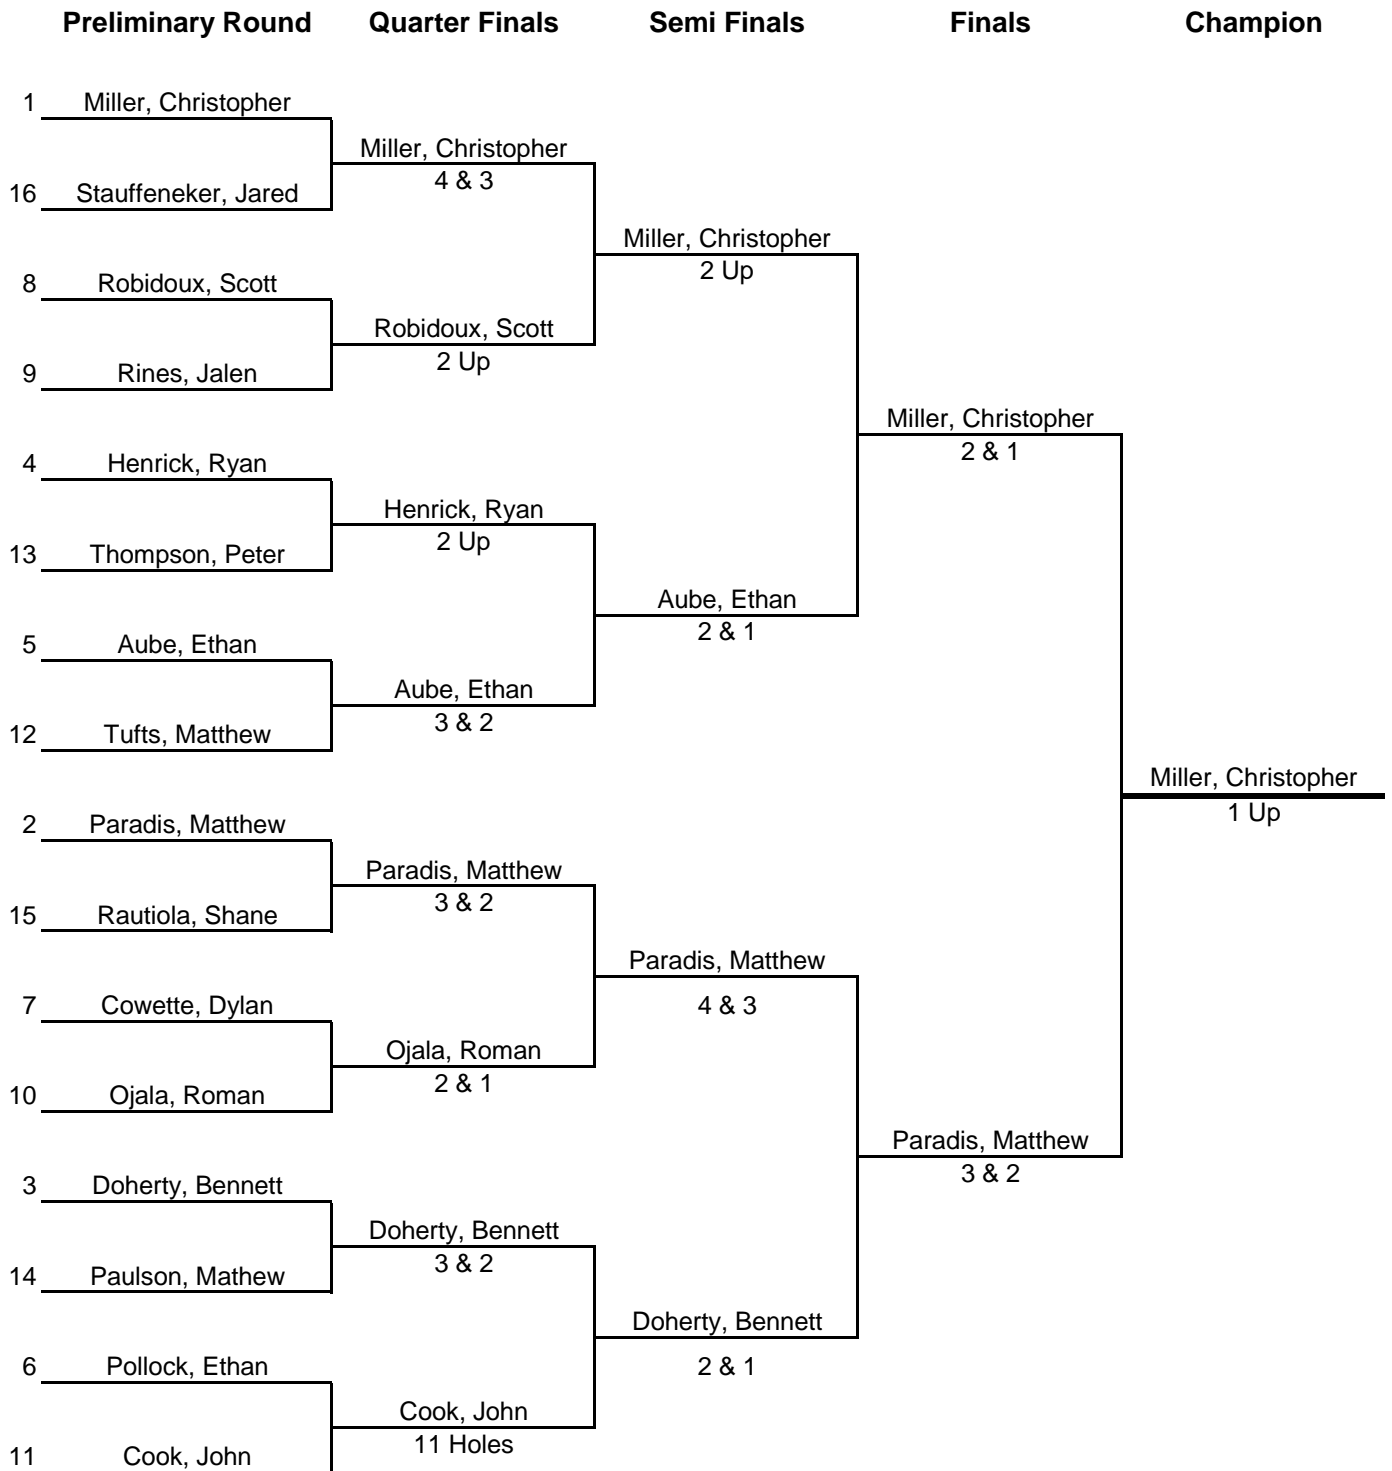 Preliminary Round Quarter Finals Semi Finals Finals Champion
1 Miller, Christopher
Miller, Christopher
4 & 3
16 Stauffeneker, Jared
Miller, Christopher
2 Up
8 Robidoux, Scott
Robidoux, Scott
2 Up
9 Rines, Jalen
Miller, Christopher
2 & 1
4 Henrick, Ryan
Henrick, Ryan
2 Up
13 Thompson, Peter
Aube, Ethan
2 & 1
5 Aube, Ethan
Aube, Ethan
3 & 2
12 Tufts, Matthew
Miller, Christopher
1 Up
2 Paradis, Matthew
Paradis, Matthew
3 & 2
15 Rautiola, Shane
Paradis, Matthew
4 & 3
7 Cowette, Dylan
Ojala, Roman
2 & 1
10 Ojala, Roman
Paradis, Matthew
3 & 2
3 Doherty, Bennett
Doherty, Bennett
3 & 2
14 Paulson, Mathew
Doherty, Bennett
2 & 1
6 Pollock, Ethan
Cook, John
11 Holes
11 Cook, John